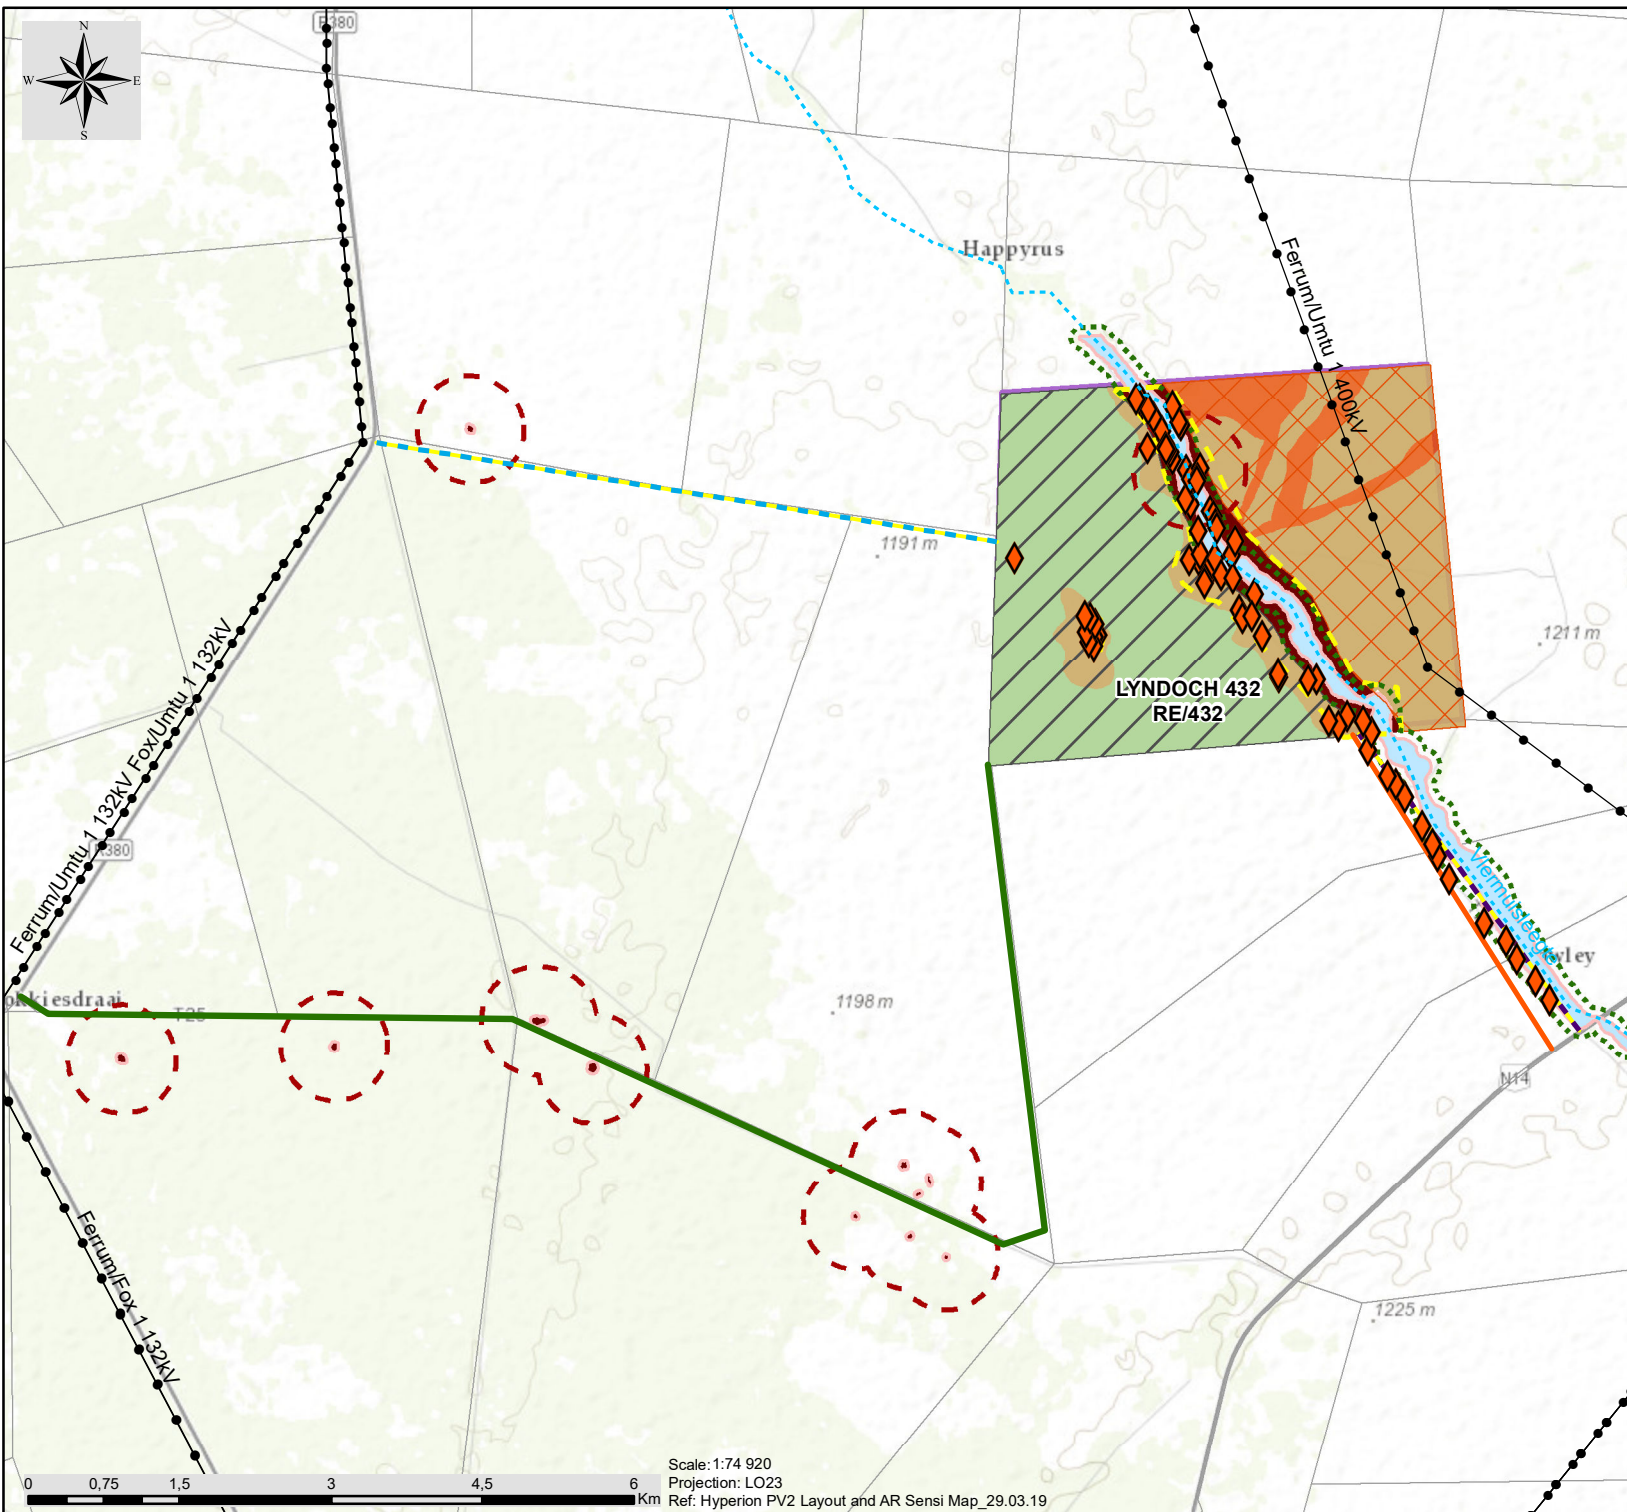 N
W E
S
R380
Happyrus
Ferrum/Umtu 1 400kV
1191 m
1211 m
LYNDOCH 432
RE/432
Ferrum/Umtu 1 132kV Fox/Umtu 1 132kV
R380
Vlermuisleegte
1198 m
T25
N14
Ferrum/Fox 1 132kV
1225 m
0 0,75 1,5 3 4,5 6
Km
Scale: 1:74 920
Projection: LO23
Ref: Hyperion PV2 Layout and AR Sensi Map_29.03.19